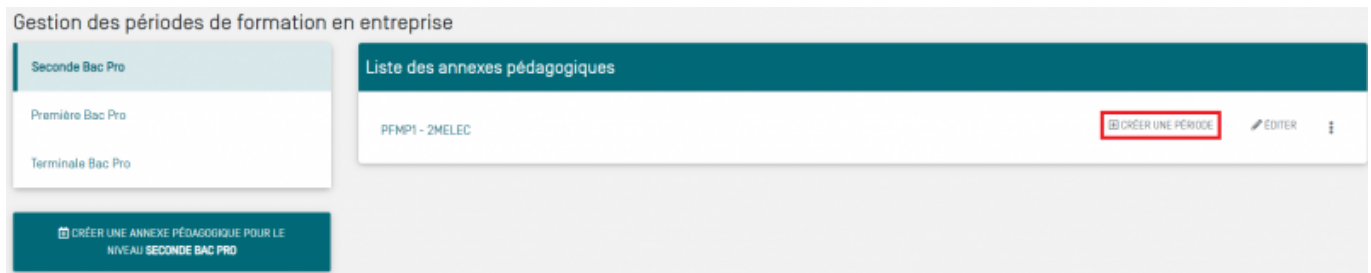 Gestion des périodes de formation en entreprise
Seconde Bac Pro
Première Bac Pro
Terminale Bac Pro
CRÉER UNE ANNEXE PÉDAGOGIQUE POUR LE
NIVEAU SECONDE BAC PRO
Liste des annexes pédagogiques
PFMP1 - 2MELEC
CRÉER UNE PÉRIODE
ÉDITER